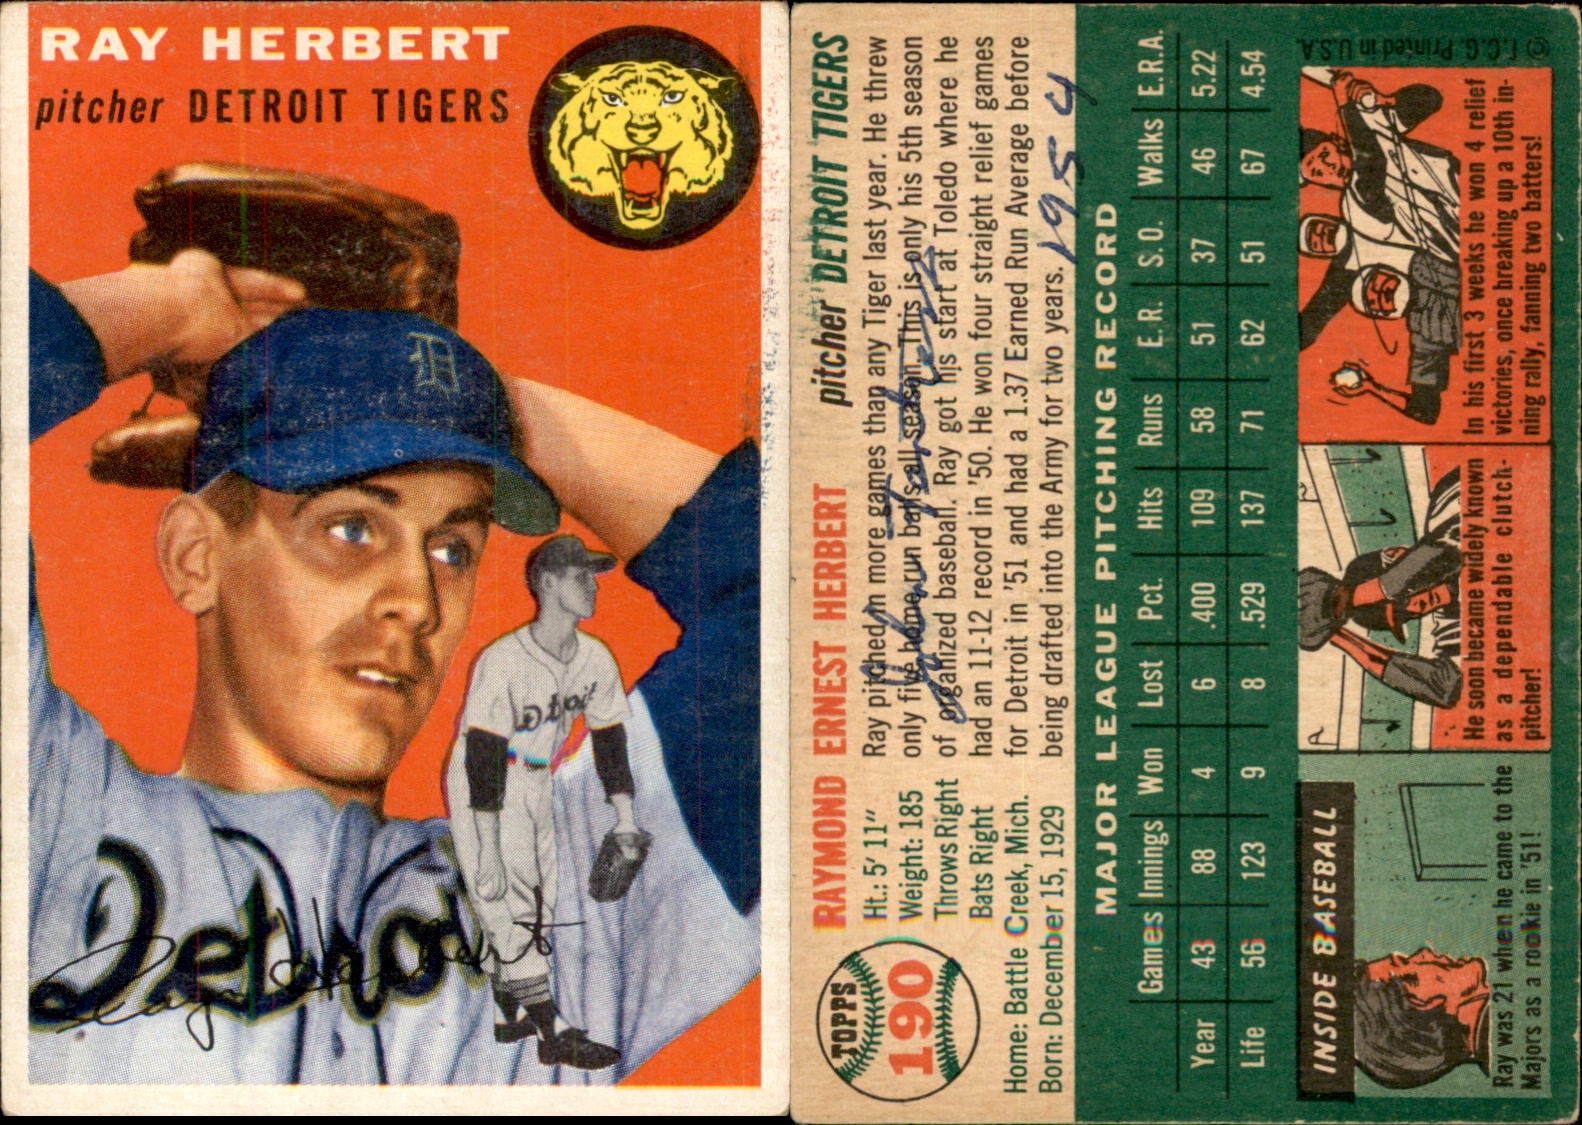 RAY HERBERT
pitcher DETROIT TIGERS
D
Detroit
Detroit
Ray Herbert
TOPPS
190
RAYMOND ERNEST HERBERT
pitcher DETROIT TIGERS
Ht.: 5' 11"
Weight: 185
Throws Right
Bats Right
Home: Battle Creek, Mich.
Born: December 15, 1929
Ray pitched in more games than any Tiger last year. He threw
only five home run balls all season. This is only his 5th season
of organized baseball. Ray got his start at Toledo where he
had an 11-12 record in '50. He won four straight relief games
for Detroit in '51 and had a 1.37 Earned Run Average before
being drafted into the Army for two years.
1954
MAJOR LEAGUE PITCHING RECORD
Games Innings Won Lost Pct. Hits Runs E.R. S.O. Walks E.R.A.
Year 43 88 4 6 .400 109 58 51 37 46 5.22
Life 56 123 9 8 .529 137 71 62 51 67 4.54
INSIDE BASEBALL
Ray was 21 when he came to the
Majors as a rookie in '51!
He soon became widely known
as a dependable clutch-
pitcher!
In his first 3 weeks he won 4 relief
victories, once breaking up a 10th in-
ning rally, fanning two batters!
© T.C.G. Printed in U.S.A.